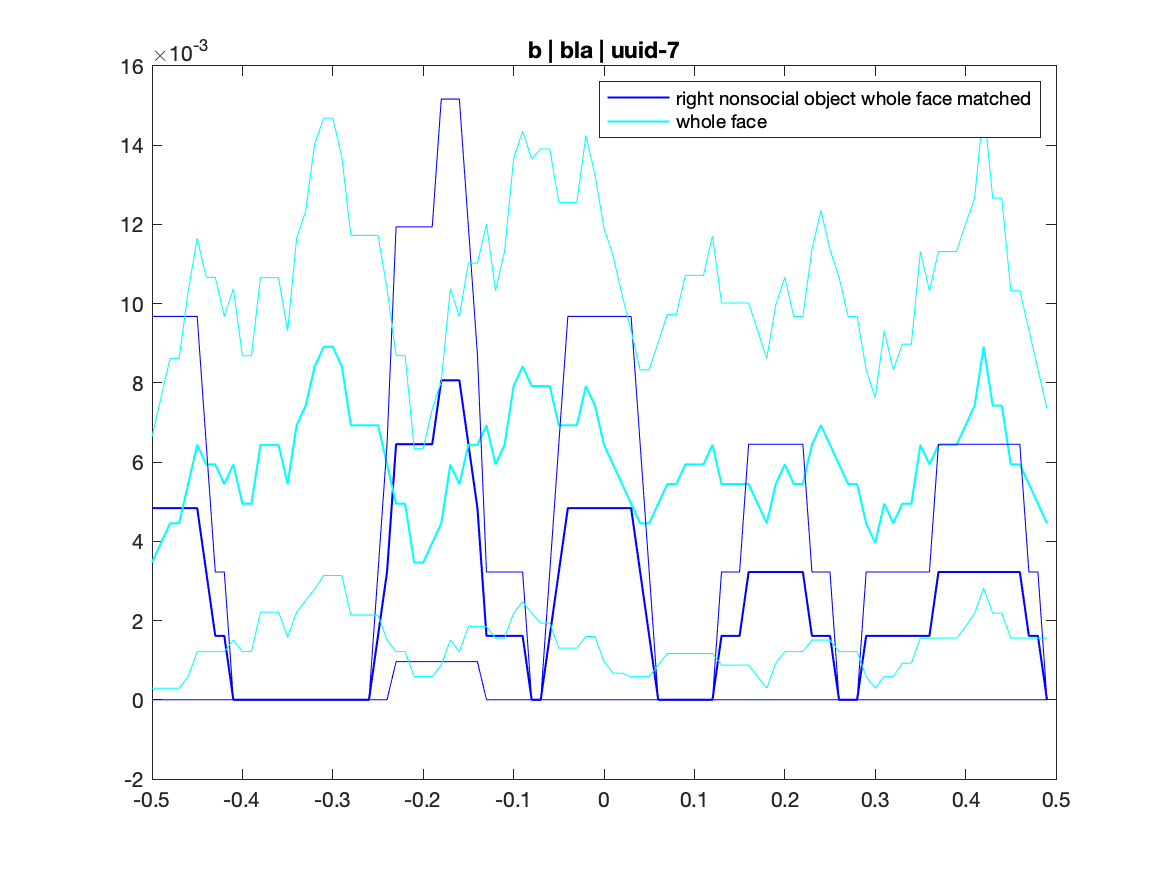 b | bla | uuid-7
×10-3
right nonsocial object whole face matched
whole face
16
14
12
10
8
6
4
2
0
-2
-0.5 -0.4 -0.3 -0.2 -0.1 0 0.1 0.2 0.3 0.4 0.5